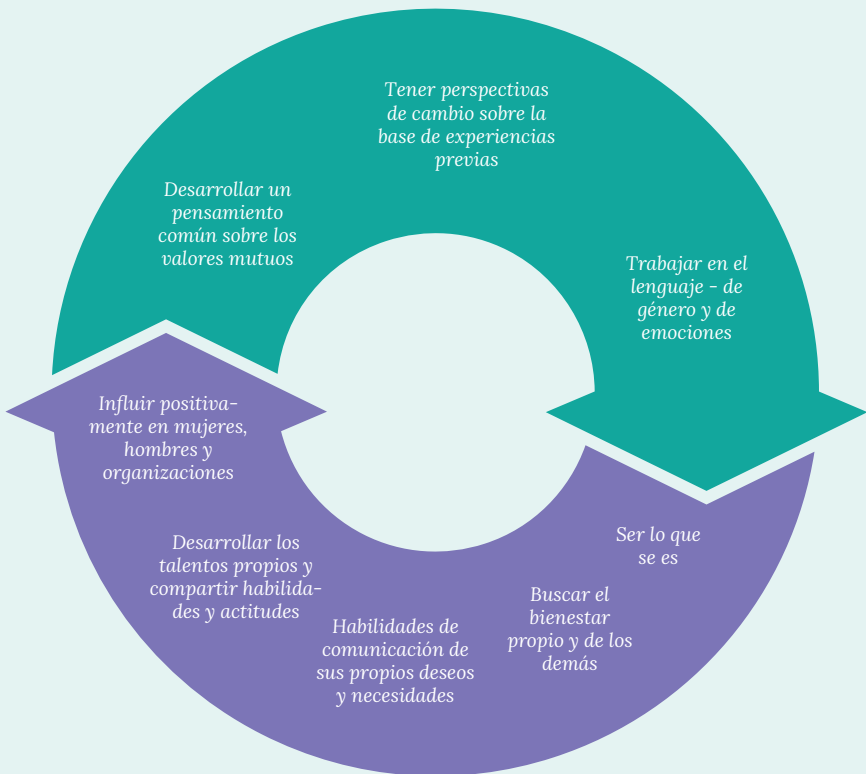 Tener perspectivas
de cambio sobre la
base de experiencias
previas
Desarrollar un
pensamiento
común sobre los
valores mutuos
Trabajar en el
lenguaje - de
género y de
emociones
Influir positiva-
mente en mujeres,
hombres y
organizaciones
Desarrollar los
talentos propios y
compartir habilida-
des y actitudes
Habilidades de
comunicación de
sus propios deseos
y necesidades
Buscar el
bienestar
propio y de los
demás
Ser lo que
se es